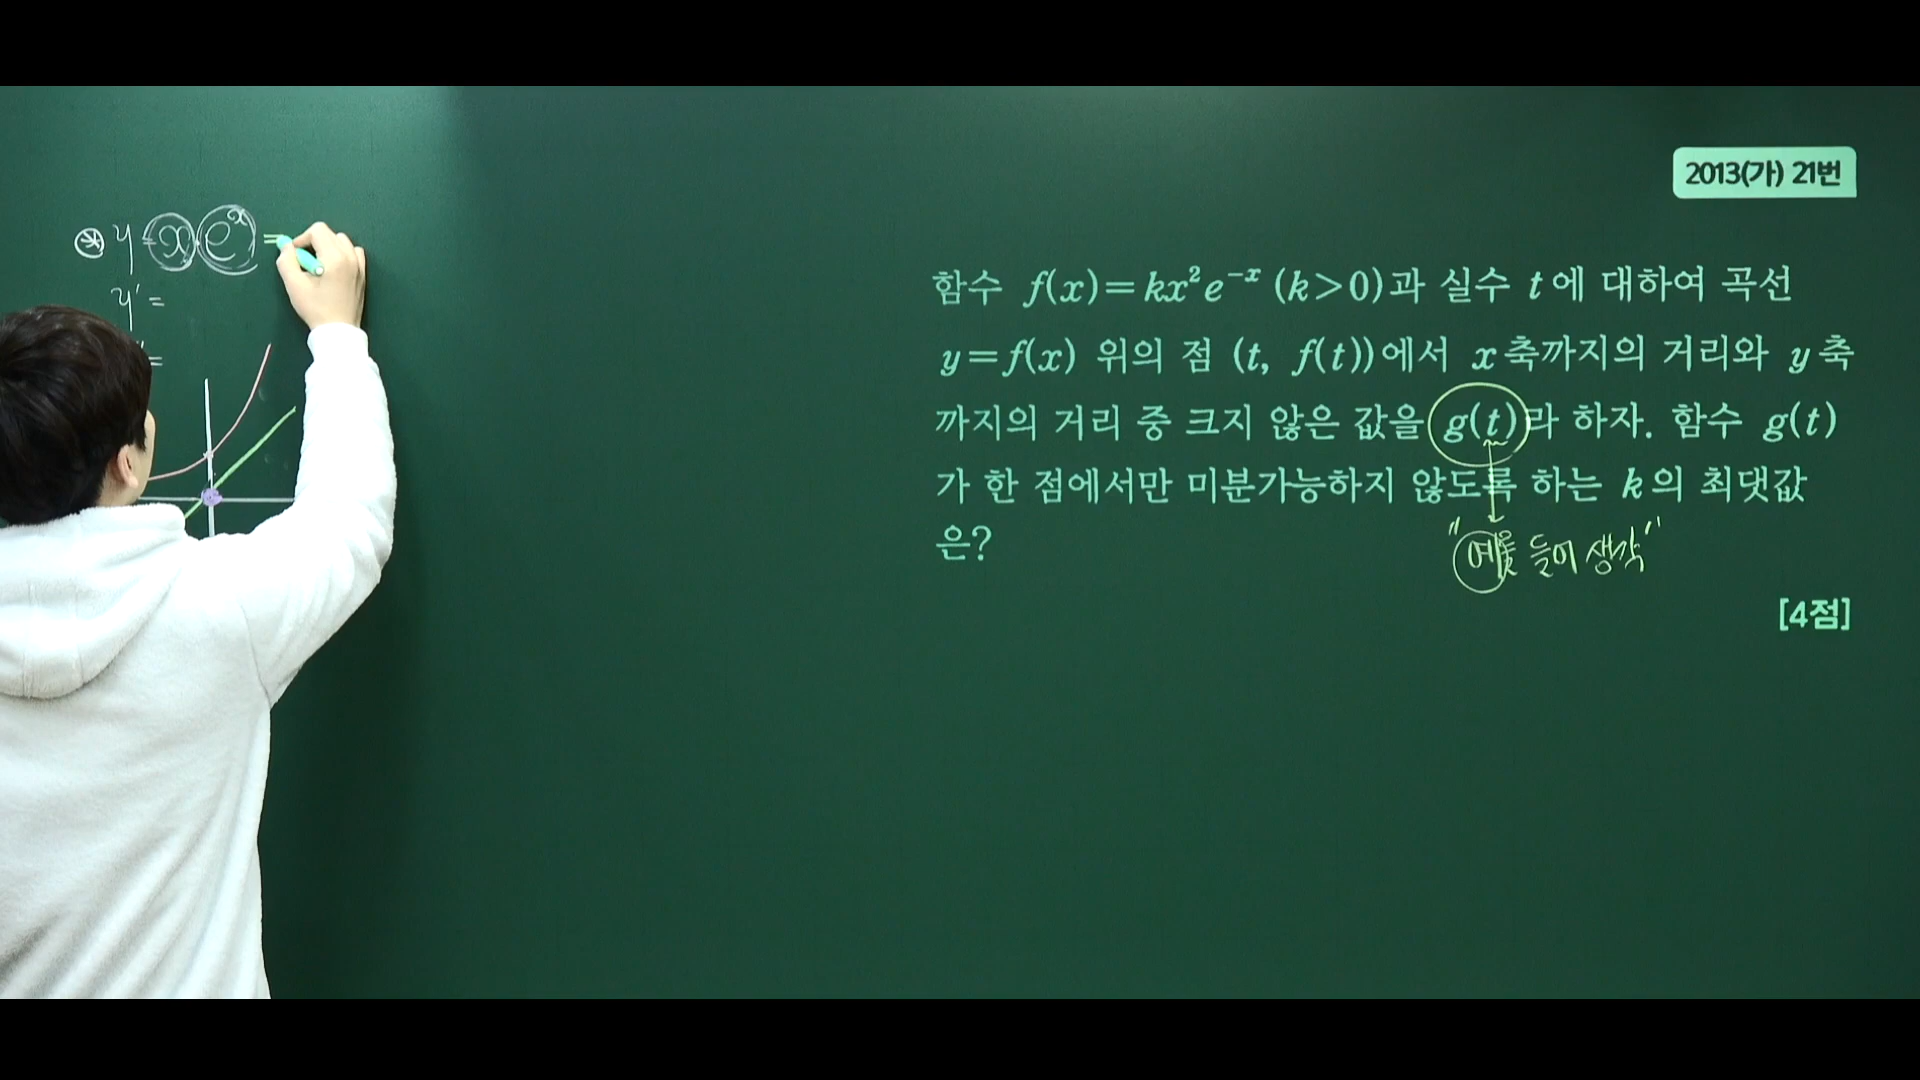 2013(가) 21번
⊛ y = x·eˣ =
y′ =
=
함수 f(x)=kx²e⁻ˣ (k>0)과 실수 t에 대하여 곡선
y=f(x) 위의 점 (t, f(t))에서 x축까지의 거리와 y축
까지의 거리 중 크지 않은 값을 g(t)라 하자. 함수 g(t)
가 한 점에서만 미분가능하지 않도록 하는 k의 최댓값
은?
"예를 들어 생각"
[4점]